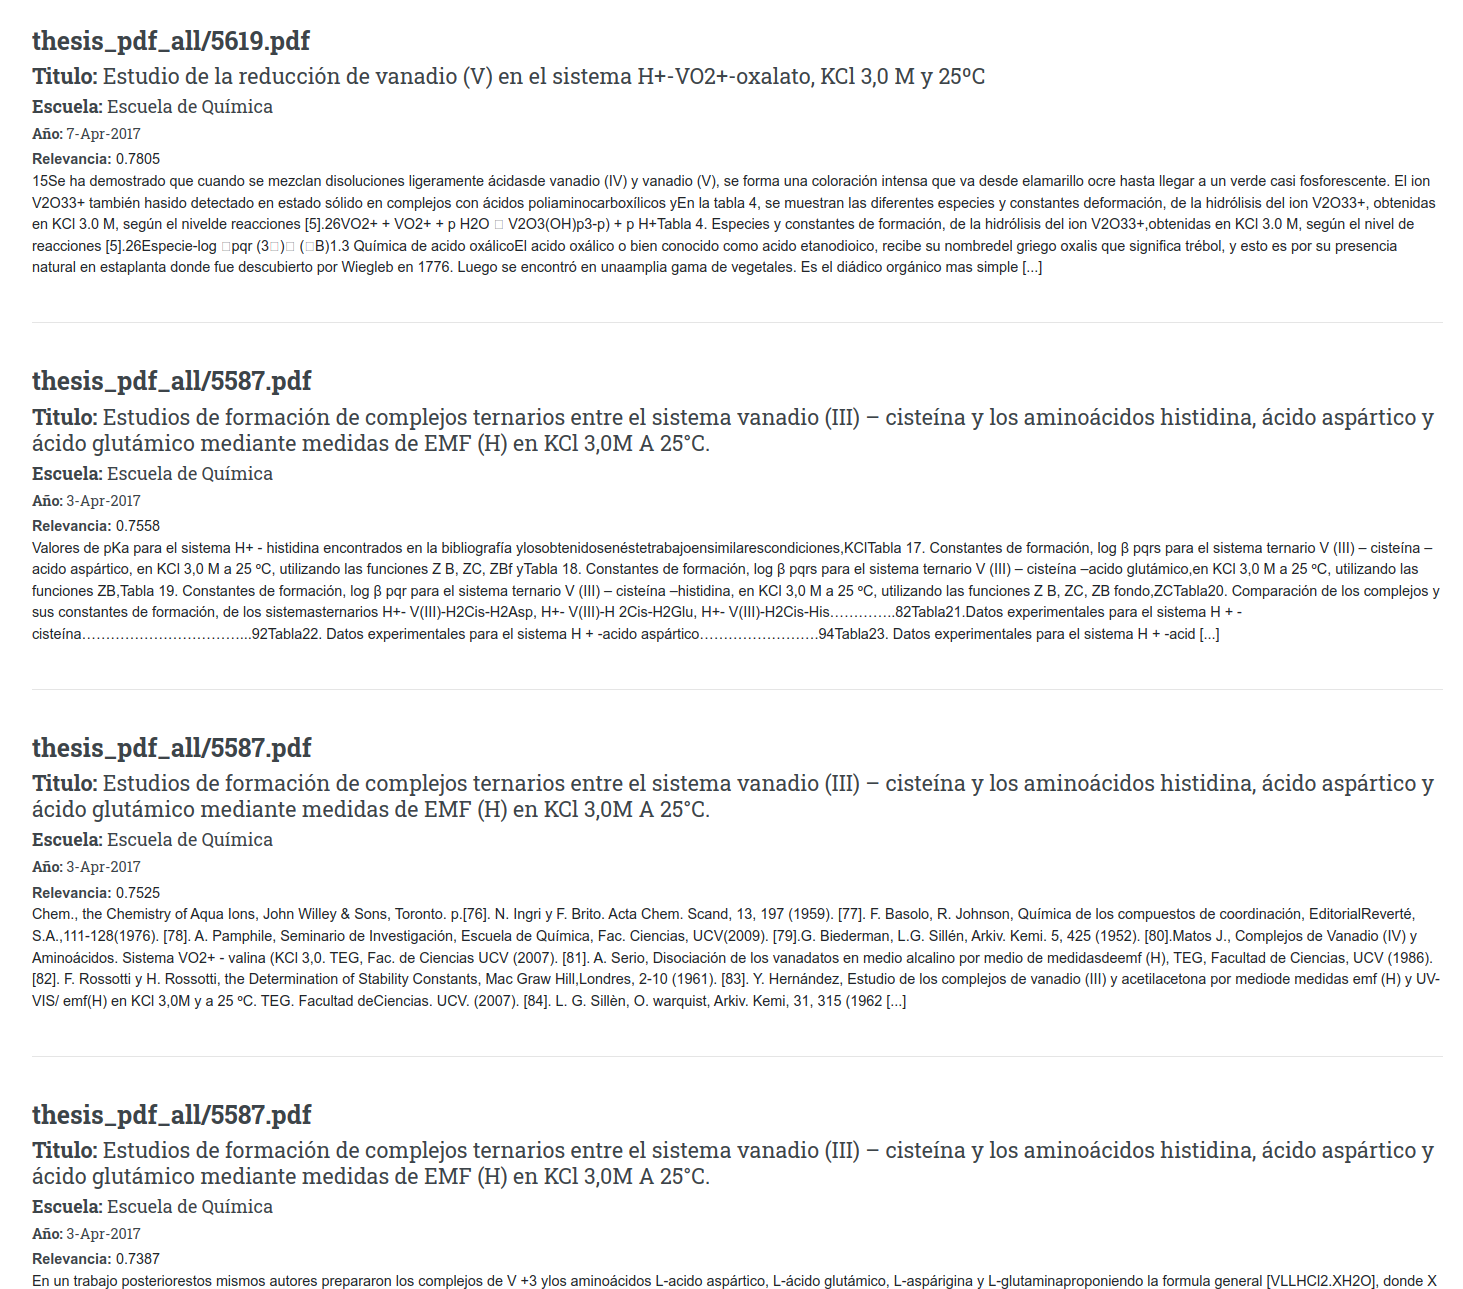 thesis_pdf_all/5619.pdf
Titulo: Estudio de la reducción de vanadio (V) en el sistema H+-VO2+-oxalato, KCl 3,0 M y 25ºC
Escuela: Escuela de Química
Año: 7-Apr-2017
Relevancia: 0.7805
15Se ha demostrado que cuando se mezclan disoluciones ligeramente ácidasde vanadio (IV) y vanadio (V), se forma una coloración intensa que va desde elamarillo ocre hasta llegar a un verde casi fosforescente. El ion
V2O33+ también hasido detectado en estado sólido en complejos con ácidos poliaminocarboxílicos yEn la tabla 4, se muestran las diferentes especies y constantes deformación, de la hidrólisis del ion V2O33+, obtenidas
en KCl 3.0 M, según el nivelde reacciones [5].26VO2+ + VO2+ + p H2O □ V2O3(OH)p3-p) + p H+Tabla 4. Especies y constantes de formación, de la hidrólisis del ion V2O33+,obtenidas en KCl 3.0 M, según el nivel de
reacciones [5].26Especie-log □pqr (3□)□ (□B)1.3 Química de acido oxálicoEl acido oxálico o bien conocido como acido etanodioico, recibe su nombredel griego oxalis que significa trébol, y esto es por su presencia
natural en estaplanta donde fue descubierto por Wiegleb en 1776. Luego se encontró en unaamplia gama de vegetales. Es el diádico orgánico mas simple [...]
thesis_pdf_all/5587.pdf
Titulo: Estudios de formación de complejos ternarios entre el sistema vanadio (III) – cisteína y los aminoácidos histidina, ácido aspártico y
ácido glutámico mediante medidas de EMF (H) en KCl 3,0M A 25°C.
Escuela: Escuela de Química
Año: 3-Apr-2017
Relevancia: 0.7558
Valores de pKa para el sistema H+ - histidina encontrados en la bibliografía ylosobtenidosenéstetrabajoensimilarescondiciones,KClTabla 17. Constantes de formación, log β pqrs para el sistema ternario V (III) – cisteína –
acido aspártico, en KCl 3,0 M a 25 ºC, utilizando las funciones Z B, ZC, ZBf yTabla 18. Constantes de formación, log β pqrs para el sistema ternario V (III) – cisteína –acido glutámico,en KCl 3,0 M a 25 ºC, utilizando las
funciones ZB,Tabla 19. Constantes de formación, log β pqr para el sistema ternario V (III) – cisteína –histidina, en KCl 3,0 M a 25 ºC, utilizando las funciones Z B, ZC, ZB fondo,ZCTabla20. Comparación de los complejos y
sus constantes de formación, de los sistemasternarios H+- V(III)-H2Cis-H2Asp, H+- V(III)-H 2Cis-H2Glu, H+- V(III)-H2Cis-His…………..82Tabla21.Datos experimentales para el sistema H + -
cisteína……………………………...92Tabla22. Datos experimentales para el sistema H + -acido aspártico…………………….94Tabla23. Datos experimentales para el sistema H + -acid [...]
thesis_pdf_all/5587.pdf
Titulo: Estudios de formación de complejos ternarios entre el sistema vanadio (III) – cisteína y los aminoácidos histidina, ácido aspártico y
ácido glutámico mediante medidas de EMF (H) en KCl 3,0M A 25°C.
Escuela: Escuela de Química
Año: 3-Apr-2017
Relevancia: 0.7525
Chem., the Chemistry of Aqua Ions, John Willey & Sons, Toronto. p.[76]. N. Ingri y F. Brito. Acta Chem. Scand, 13, 197 (1959). [77]. F. Basolo, R. Johnson, Química de los compuestos de coordinación, EditorialReverté,
S.A.,111-128(1976). [78]. A. Pamphile, Seminario de Investigación, Escuela de Química, Fac. Ciencias, UCV(2009). [79].G. Biederman, L.G. Sillén, Arkiv. Kemi. 5, 425 (1952). [80].Matos J., Complejos de Vanadio (IV) y
Aminoácidos. Sistema VO2+ - valina (KCl 3,0. TEG, Fac. de Ciencias UCV (2007). [81]. A. Serio, Disociación de los vanadatos en medio alcalino por medio de medidasdeemf (H), TEG, Facultad de Ciencias, UCV (1986).
[82]. F. Rossotti y H. Rossotti, the Determination of Stability Constants, Mac Graw Hill,Londres, 2-10 (1961). [83]. Y. Hernández, Estudio de los complejos de vanadio (III) y acetilacetona por mediode medidas emf (H) y UV-
VIS/ emf(H) en KCl 3,0M y a 25 ºC. TEG. Facultad deCiencias. UCV. (2007). [84]. L. G. Sillèn, O. warquist, Arkiv. Kemi, 31, 315 (1962 [...]
thesis_pdf_all/5587.pdf
Titulo: Estudios de formación de complejos ternarios entre el sistema vanadio (III) – cisteína y los aminoácidos histidina, ácido aspártico y
ácido glutámico mediante medidas de EMF (H) en KCl 3,0M A 25°C.
Escuela: Escuela de Química
Año: 3-Apr-2017
Relevancia: 0.7387
En un trabajo posteriorestos mismos autores prepararon los complejos de V +3 ylos aminoácidos L-acido aspártico, L-ácido glutámico, L-aspárigina y L-glutaminaproponiendo la formula general [VLLHCl2.XH2O], donde X